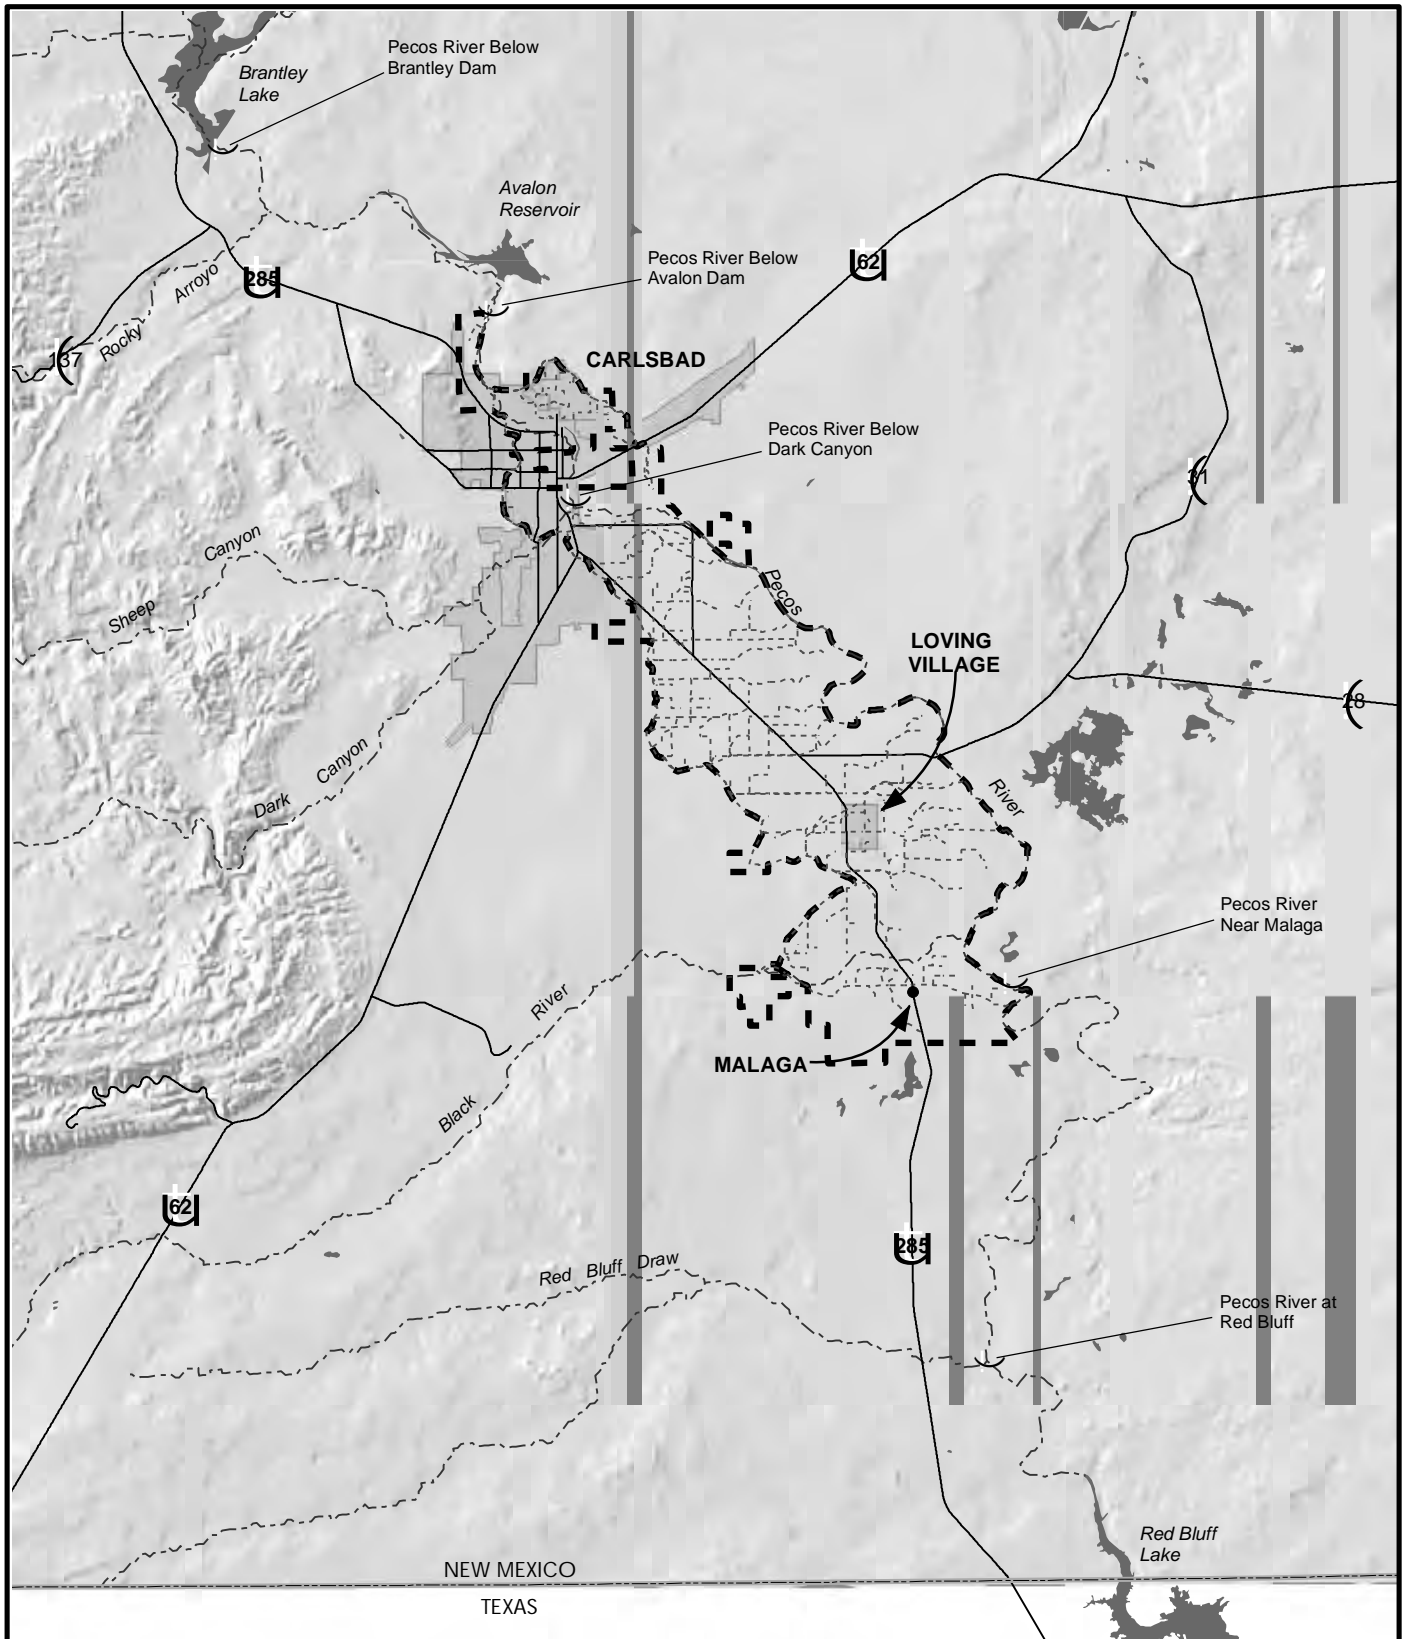 Pecos River Below
Brantley Dam
Brantley
Lake
Avalon
Reservoir
Pecos River Below
Avalon Dam
62
285
Rocky Arroyo
137
CARLSBAD
Pecos River Below
Dark Canyon
31
Sheep Canyon
Pecos River
LOVING
VILLAGE
28
Dark Canyon
Pecos River
Near Malaga
Black River
MALAGA
62
285
Red Bluff Draw
Pecos River at
Red Bluff
Red Bluff
Lake
NEW MEXICO
TEXAS